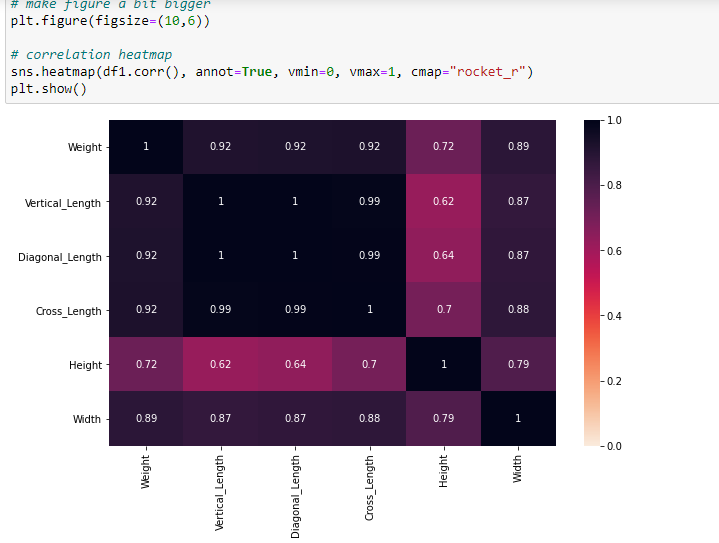 # make figure a bit bigger
plt.figure(figsize=(10,6))
# correlation heatmap
sns.heatmap(df1.corr(), annot=True, vmin=0, vmax=1, cmap="rocket_r")
plt.show()
Weight 1 0.92 0.92 0.92 0.72 0.89
Vertical_Length 0.92 1 1 0.99 0.62 0.87
Diagonal_Length 0.92 1 1 0.99 0.64 0.87
Cross_Length 0.92 0.99 0.99 1 0.7 0.88
Height 0.72 0.62 0.64 0.7 1 0.79
Width 0.89 0.87 0.87 0.88 0.79 1
Weight
Vertical_Length
Diagonal_Length
Cross_Length
Height
Width
1.0
0.8
0.6
0.4
0.2
0.0